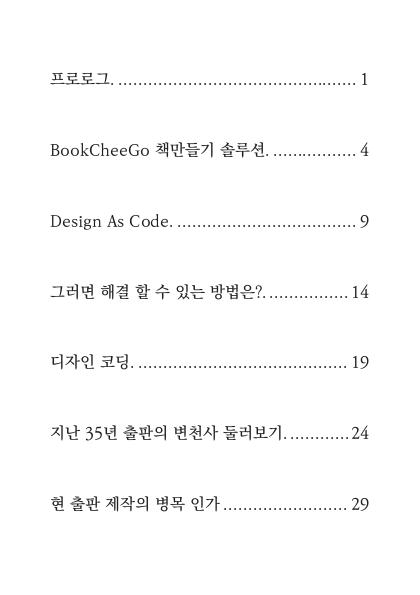 프로로그. ............................................. 1
BookCheeGo 책만들기 솔루션. ................ 4
Design As Code. .................................. 9
그러면 해결 할 수 있는 방법은?. ............... 14
디자인 코딩. ........................................ 19
지난 35년 출판의 변천사 둘러보기. ........... 24
현 출판 제작의 병목 인가 ........................ 29